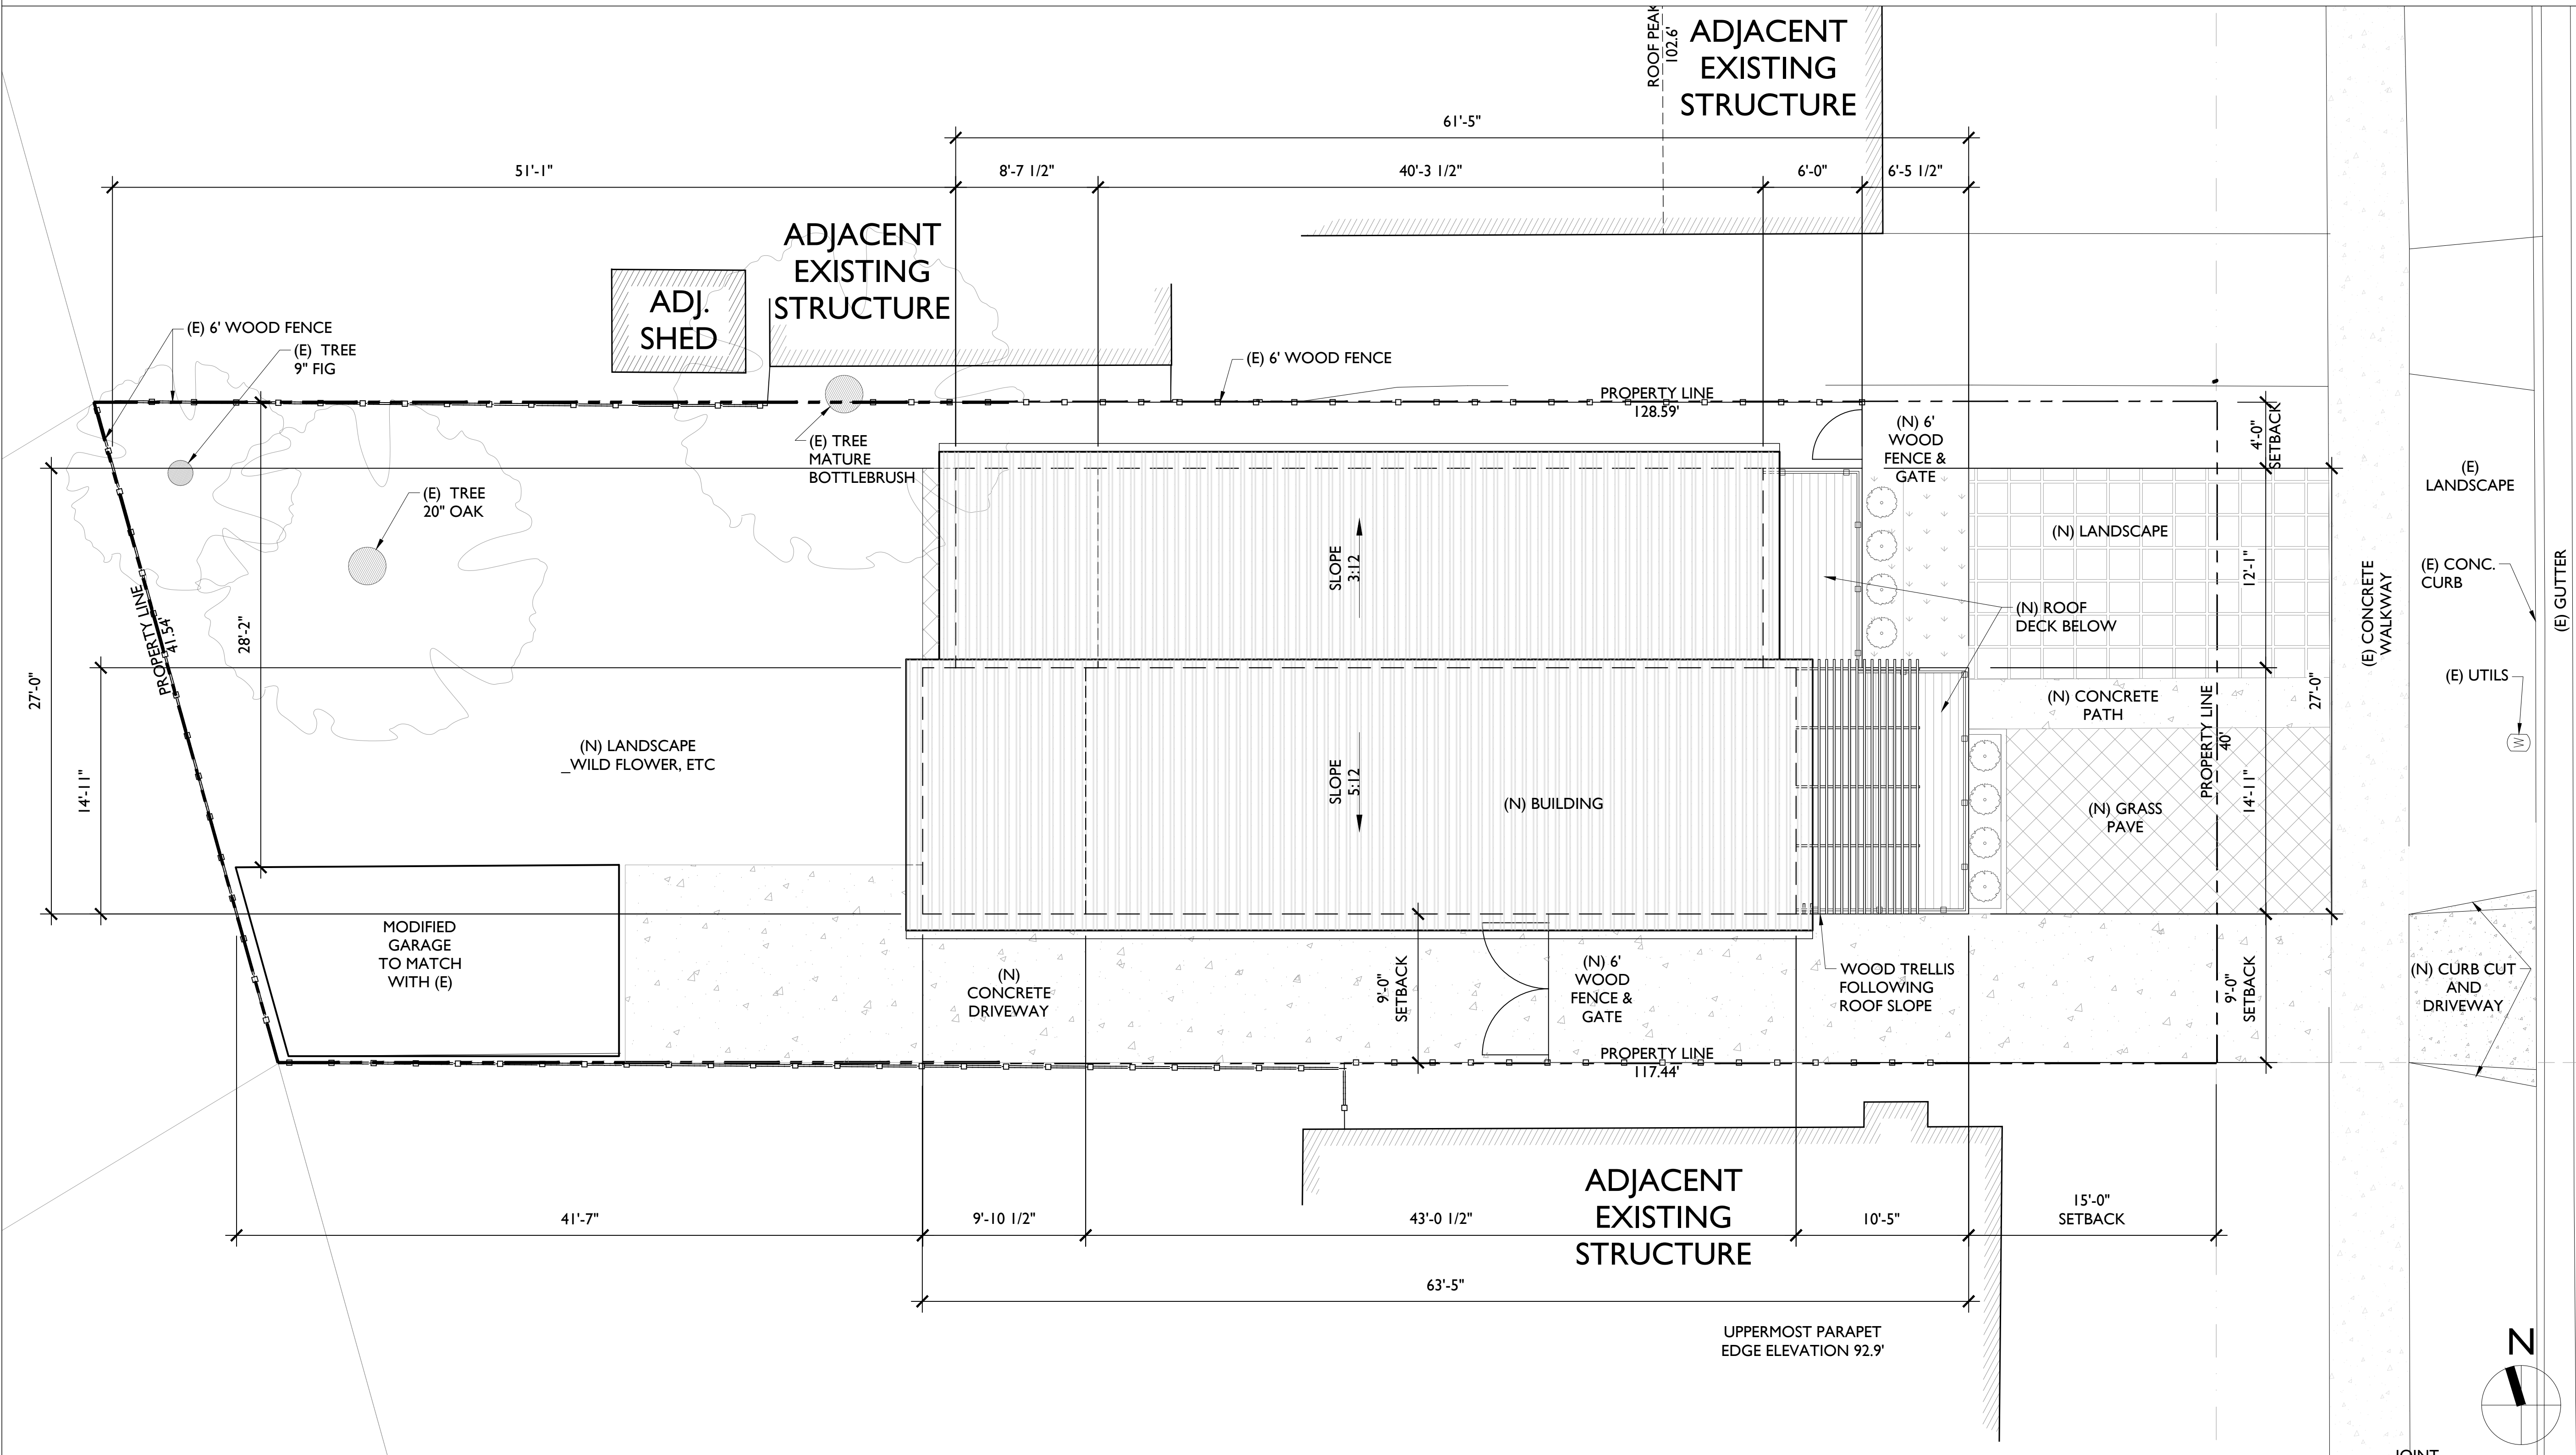 ROOF PEAK
102.6'
ADJACENT
EXISTING
STRUCTURE
61'-5"
51'-1"
8'-7 1/2"
40'-3 1/2"
6'-0"
6'-5 1/2"
ADJACENT
EXISTING
STRUCTURE
ADJ.
SHED
(E) 6' WOOD FENCE
(E) TREE
9" FIG
(E) 6' WOOD FENCE
PROPERTY LINE
128.59'
(E) TREE
MATURE
BOTTLEBRUSH
(N) 6'
WOOD
FENCE &
GATE
4'-0"
SETBACK
(E)
LANDSCAPE
(E) TREE
20" OAK
(N) LANDSCAPE
SLOPE
3:12
12'-1"
(E) CONC.
CURB
(E) GUTTER
(E) CONCRETE
WALKWAY
PROPERTY LINE
41.54'
28'-2"
(N) ROOF
DECK BELOW
27'-0"
(E) UTILS
W
(N) CONCRETE
PATH
PROPERTY LINE
40'
27'-0"
14'-11"
(N) LANDSCAPE
_WILD FLOWER, ETC
SLOPE
5:12
(N) BUILDING
(N) GRASS
PAVE
14'-11"
MODIFIED
GARAGE
TO MATCH
WITH (E)
(N)
CONCRETE
DRIVEWAY
9'-0"
SETBACK
(N) 6'
WOOD
FENCE &
GATE
WOOD TRELLIS
FOLLOWING
ROOF SLOPE
9'-0"
SETBACK
(N) CURB CUT
AND
DRIVEWAY
PROPERTY LINE
117.44'
ADJACENT
EXISTING
STRUCTURE
41'-7"
9'-10 1/2"
43'-0 1/2"
10'-5"
15'-0"
SETBACK
63'-5"
UPPERMOST PARAPET
EDGE ELEVATION 92.9'
N